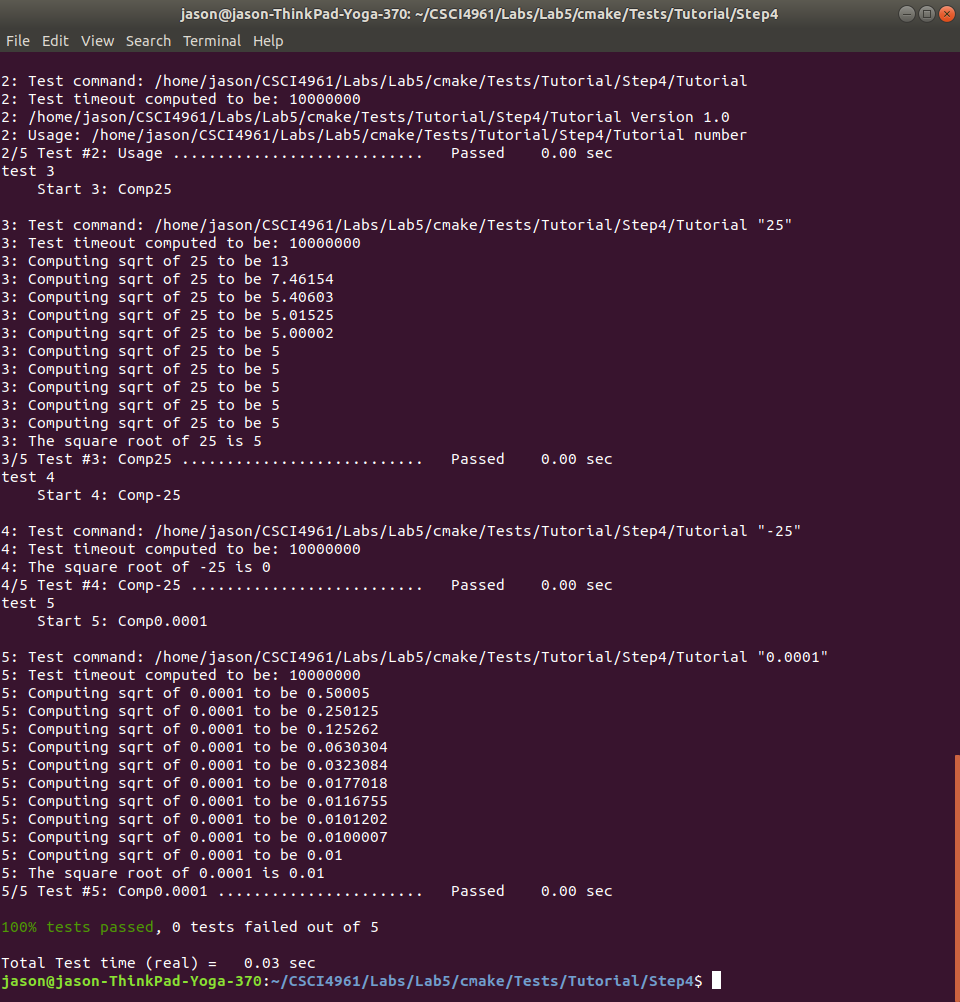 jason@jason-ThinkPad-Yoga-370: ~/CSCI4961/Labs/Lab5/cmake/Tests/Tutorial/Step4
File Edit View Search Terminal Help
2: Test command: /home/jason/CSCI4961/Labs/Lab5/cmake/Tests/Tutorial/Step4/Tutorial
2: Test timeout computed to be: 10000000
2: /home/jason/CSCI4961/Labs/Lab5/cmake/Tests/Tutorial/Step4/Tutorial Version 1.0
2: Usage: /home/jason/CSCI4961/Labs/Lab5/cmake/Tests/Tutorial/Step4/Tutorial number
2/5 Test #2: Usage ............................   Passed    0.00 sec
test 3
    Start 3: Comp25

3: Test command: /home/jason/CSCI4961/Labs/Lab5/cmake/Tests/Tutorial/Step4/Tutorial "25"
3: Test timeout computed to be: 10000000
3: Computing sqrt of 25 to be 13
3: Computing sqrt of 25 to be 7.46154
3: Computing sqrt of 25 to be 5.40603
3: Computing sqrt of 25 to be 5.01525
3: Computing sqrt of 25 to be 5.00002
3: Computing sqrt of 25 to be 5
3: Computing sqrt of 25 to be 5
3: Computing sqrt of 25 to be 5
3: Computing sqrt of 25 to be 5
3: Computing sqrt of 25 to be 5
3: The square root of 25 is 5
3/5 Test #3: Comp25 ...........................   Passed    0.00 sec
test 4
    Start 4: Comp-25

4: Test command: /home/jason/CSCI4961/Labs/Lab5/cmake/Tests/Tutorial/Step4/Tutorial "-25"
4: Test timeout computed to be: 10000000
4: The square root of -25 is 0
4/5 Test #4: Comp-25 ..........................   Passed    0.00 sec
test 5
    Start 5: Comp0.0001

5: Test command: /home/jason/CSCI4961/Labs/Lab5/cmake/Tests/Tutorial/Step4/Tutorial "0.0001"
5: Test timeout computed to be: 10000000
5: Computing sqrt of 0.0001 to be 0.50005
5: Computing sqrt of 0.0001 to be 0.250125
5: Computing sqrt of 0.0001 to be 0.125262
5: Computing sqrt of 0.0001 to be 0.0630304
5: Computing sqrt of 0.0001 to be 0.0323084
5: Computing sqrt of 0.0001 to be 0.0177018
5: Computing sqrt of 0.0001 to be 0.0116755
5: Computing sqrt of 0.0001 to be 0.0101202
5: Computing sqrt of 0.0001 to be 0.0100007
5: Computing sqrt of 0.0001 to be 0.01
5: The square root of 0.0001 is 0.01
5/5 Test #5: Comp0.0001 .......................   Passed    0.00 sec

100% tests passed, 0 tests failed out of 5

Total Test time (real) =   0.03 sec
jason@jason-ThinkPad-Yoga-370:~/CSCI4961/Labs/Lab5/cmake/Tests/Tutorial/Step4$